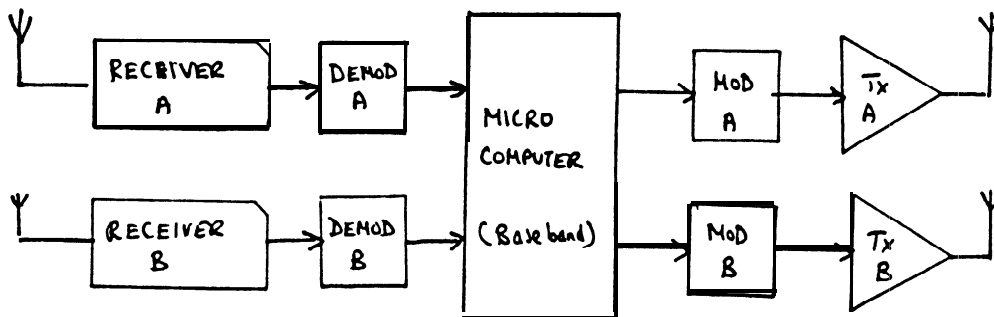 RECEIVER
A
DEMOD
A
MICRO
COMPUTER
(Baseband)
MOD
A
Tx
A
RECEIVER
B
DEMOD
B
MOD
B
Tx
B